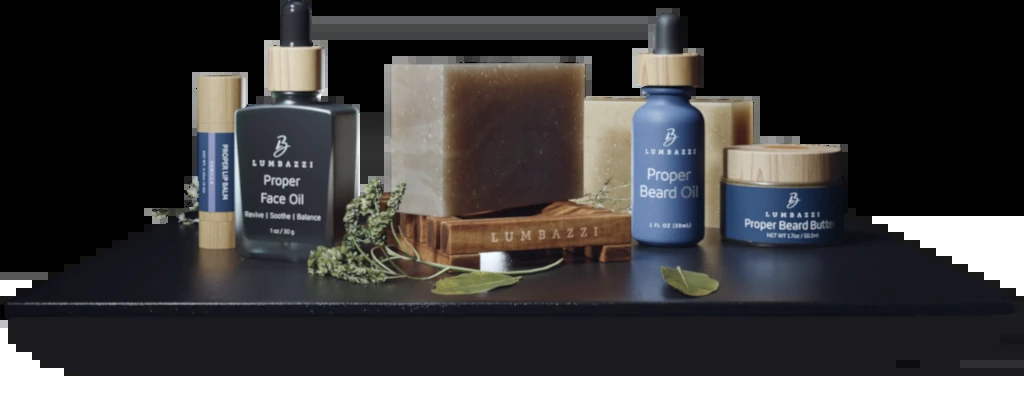 PROPER LIP BALM
LUMBAZZI
Proper
Face Oil
Revive | Soothe | Balance
1 oz / 30 g
LUMBAZZI
LUMBAZZI
Proper
Beard Oil
1 FL OZ (30ml)
LUMBAZZI
Proper Beard Butter
NET WT 1.7oz / 50.3ml